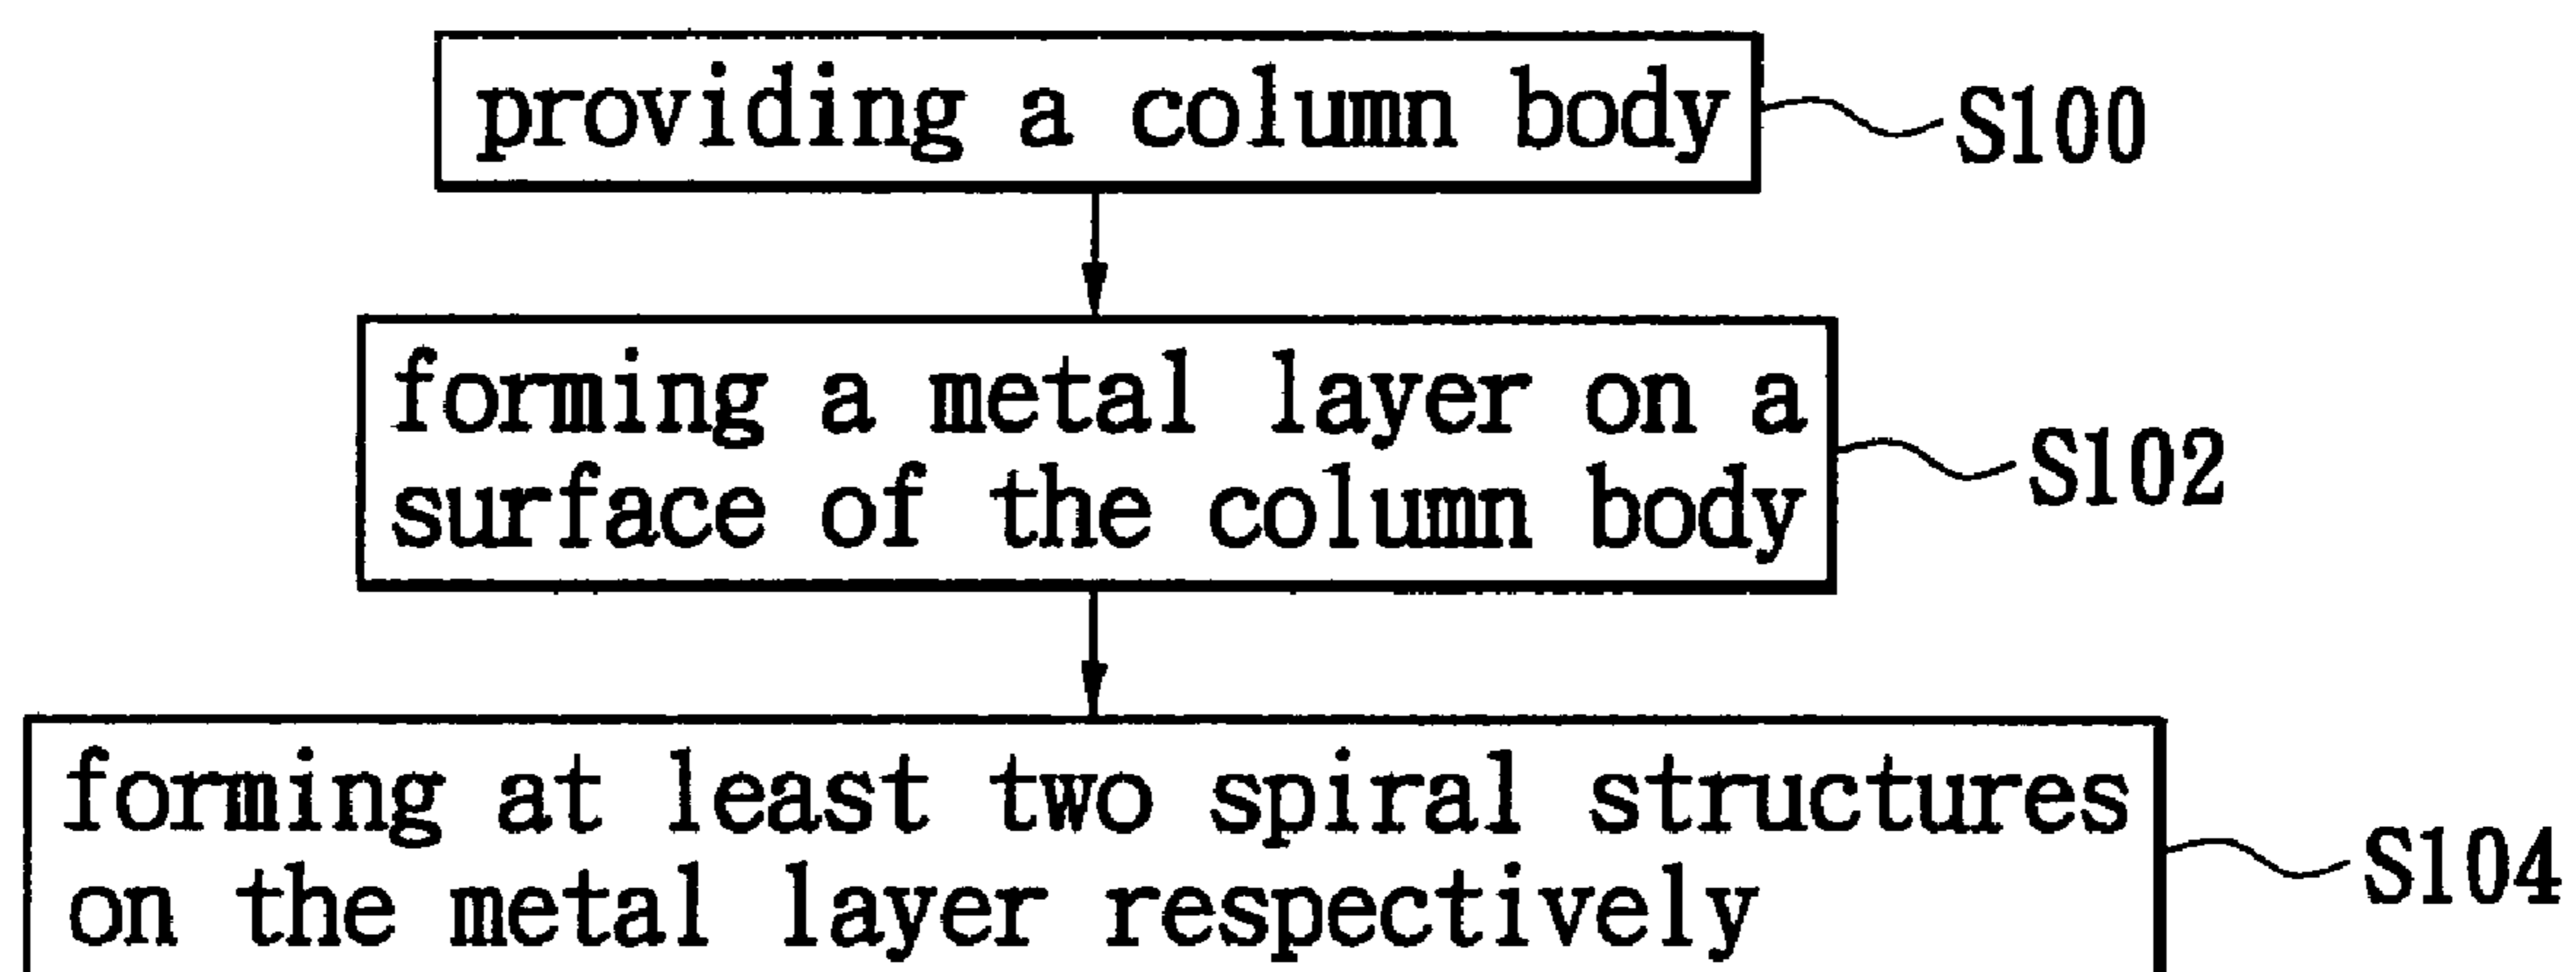 providing a column body
S100
forming a metal layer on a
surface of the column body
S102
forming at least two spiral structures
on the metal layer respectively
S104